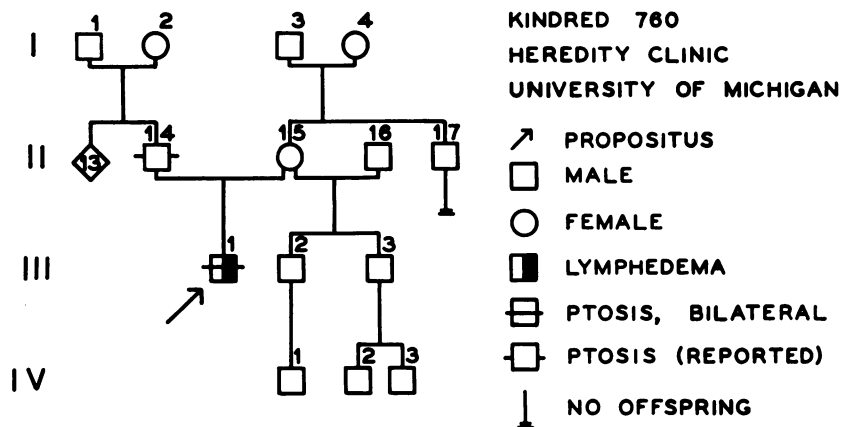 I 1 2 3 4
II 13 14 15 16 17
III 1 2 3
IV 1 2 3
KINDRED 760
HEREDITY CLINIC
UNIVERSITY OF MICHIGAN
PROPOSITUS
MALE
FEMALE
LYMPHEDEMA
PTOSIS, BILATERAL
PTOSIS (REPORTED)
NO OFFSPRING